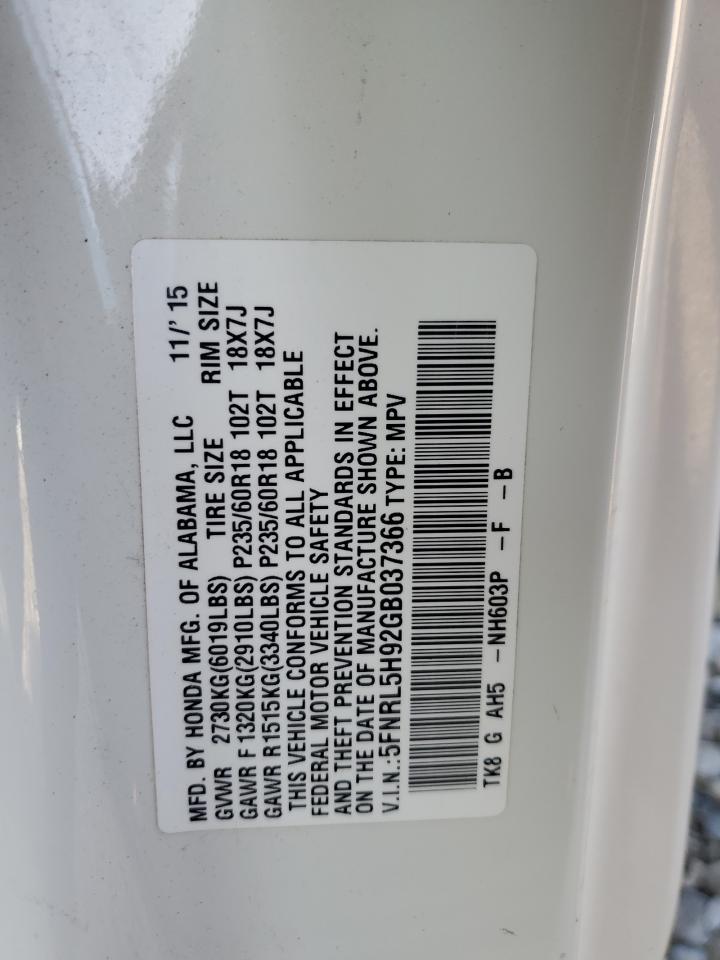 MFD. BY HONDA MFG. OF ALABAMA, LLC 11/' 15
GVWR 2730KG(6019LBS) TIRE SIZE RIM SIZE
GAWR F 1320KG(2910LBS) P235/60R18 102T 18X7J
GAWR R1515KG(3340LBS) P235/60R18 102T 18X7J
THIS VEHICLE CONFORMS TO ALL APPLICABLE
FEDERAL MOTOR VEHICLE SAFETY
AND THEFT PREVENTION STANDARDS IN EFFECT
ON THE DATE OF MANUFACTURE SHOWN ABOVE.
V.I.N.:5FNRL5H92GB037366 TYPE: MPV
TK8 G AH5 -NH603P -F -B